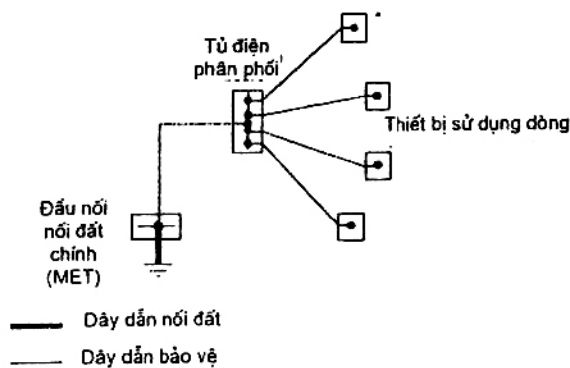 Tủ điện
phân phối
Thiết bị sử dụng dòng
Đầu nối
nối đất
chính
(MET)
Dây dẫn nối đất
Dây dẫn bảo vệ